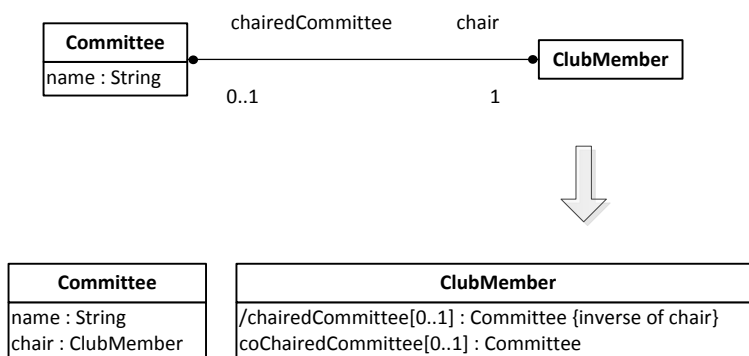 chairedCommittee chair
Committee
name : String
ClubMember
0..1 1
Committee
name : String
chair : ClubMember
ClubMember
/chairedCommittee[0..1] : Committee {inverse of chair}
coChairedCommittee[0..1] : Committee